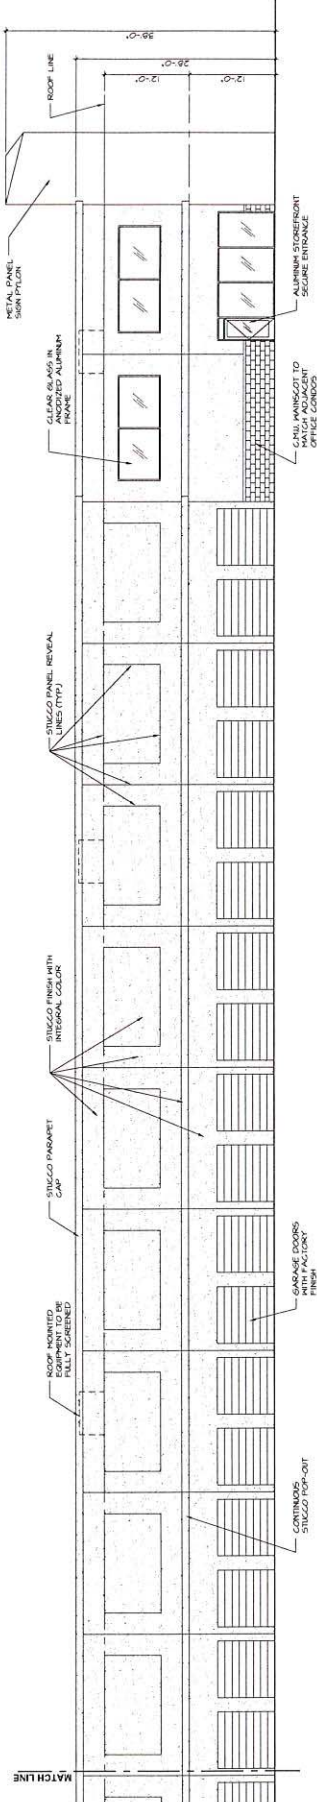 MATCH LINE
ROOF MOUNTED
EQUIPMENT TO BE
FULLY SCREENED
STUCCO PARAPET
CAP
STUCCO FINISH WITH
INTEGRAL COLOR
STUCCO PANEL REVEAL
LINES (TYP.)
CLEAR GLASS IN
ANODIZED ALUMINUM
FRAME
METAL PANEL
SIGN PYLON
ROOF LINE
38'-0"
28'-0"
12'-0"
12'-0"
CONTINUOUS
STUCCO POP-OUT
GARAGE DOORS
WITH FACTORY
FINISH
C.M.U. WAINSCOT TO
MATCH ADJACENT
OFFICE CONDOS
ALUMINUM STOREFRONT
SECURE ENTRANCE